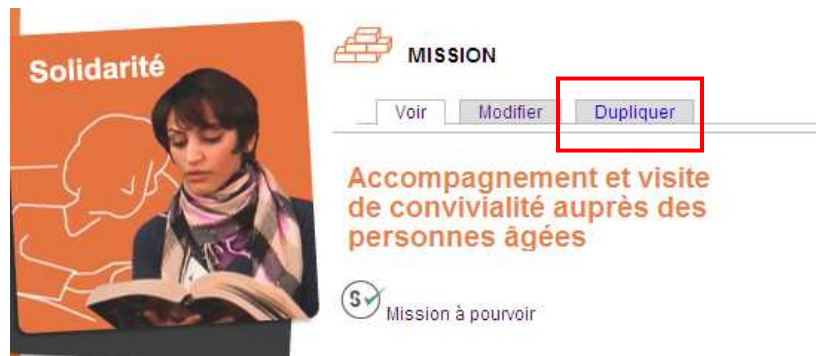 Solidarité
MISSION
Voir Modifier Dupliquer
Accompagnement et visite
de convivialité auprès des
personnes âgées
S
Mission à pourvoir